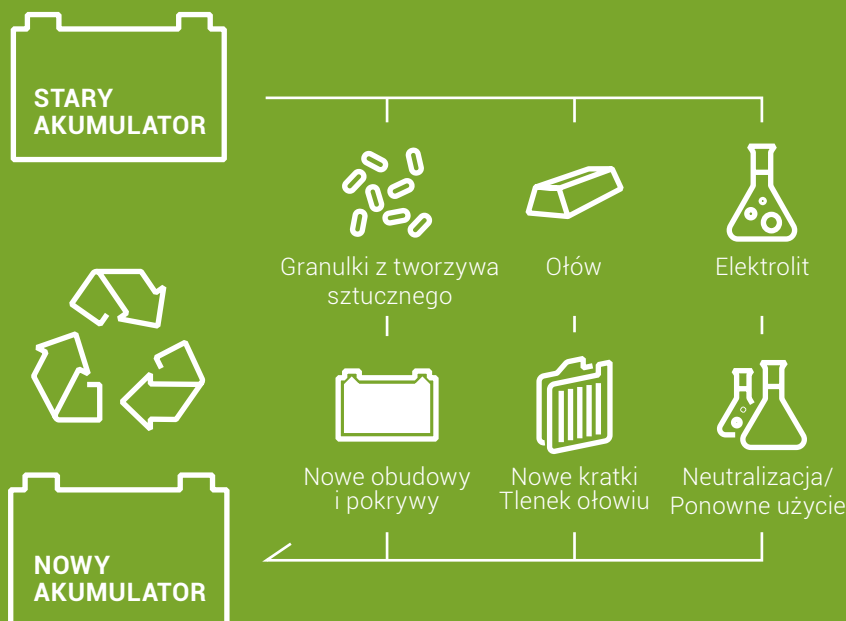 STARY
AKUMULATOR
Granulki z tworzywa
sztucznego
Ołów
Elektrolit
Nowe obudowy
i pokrywy
Nowe kratki
Tlenek ołowiu
Neutralizacja/
Ponowne użycie
NOWY
AKUMULATOR